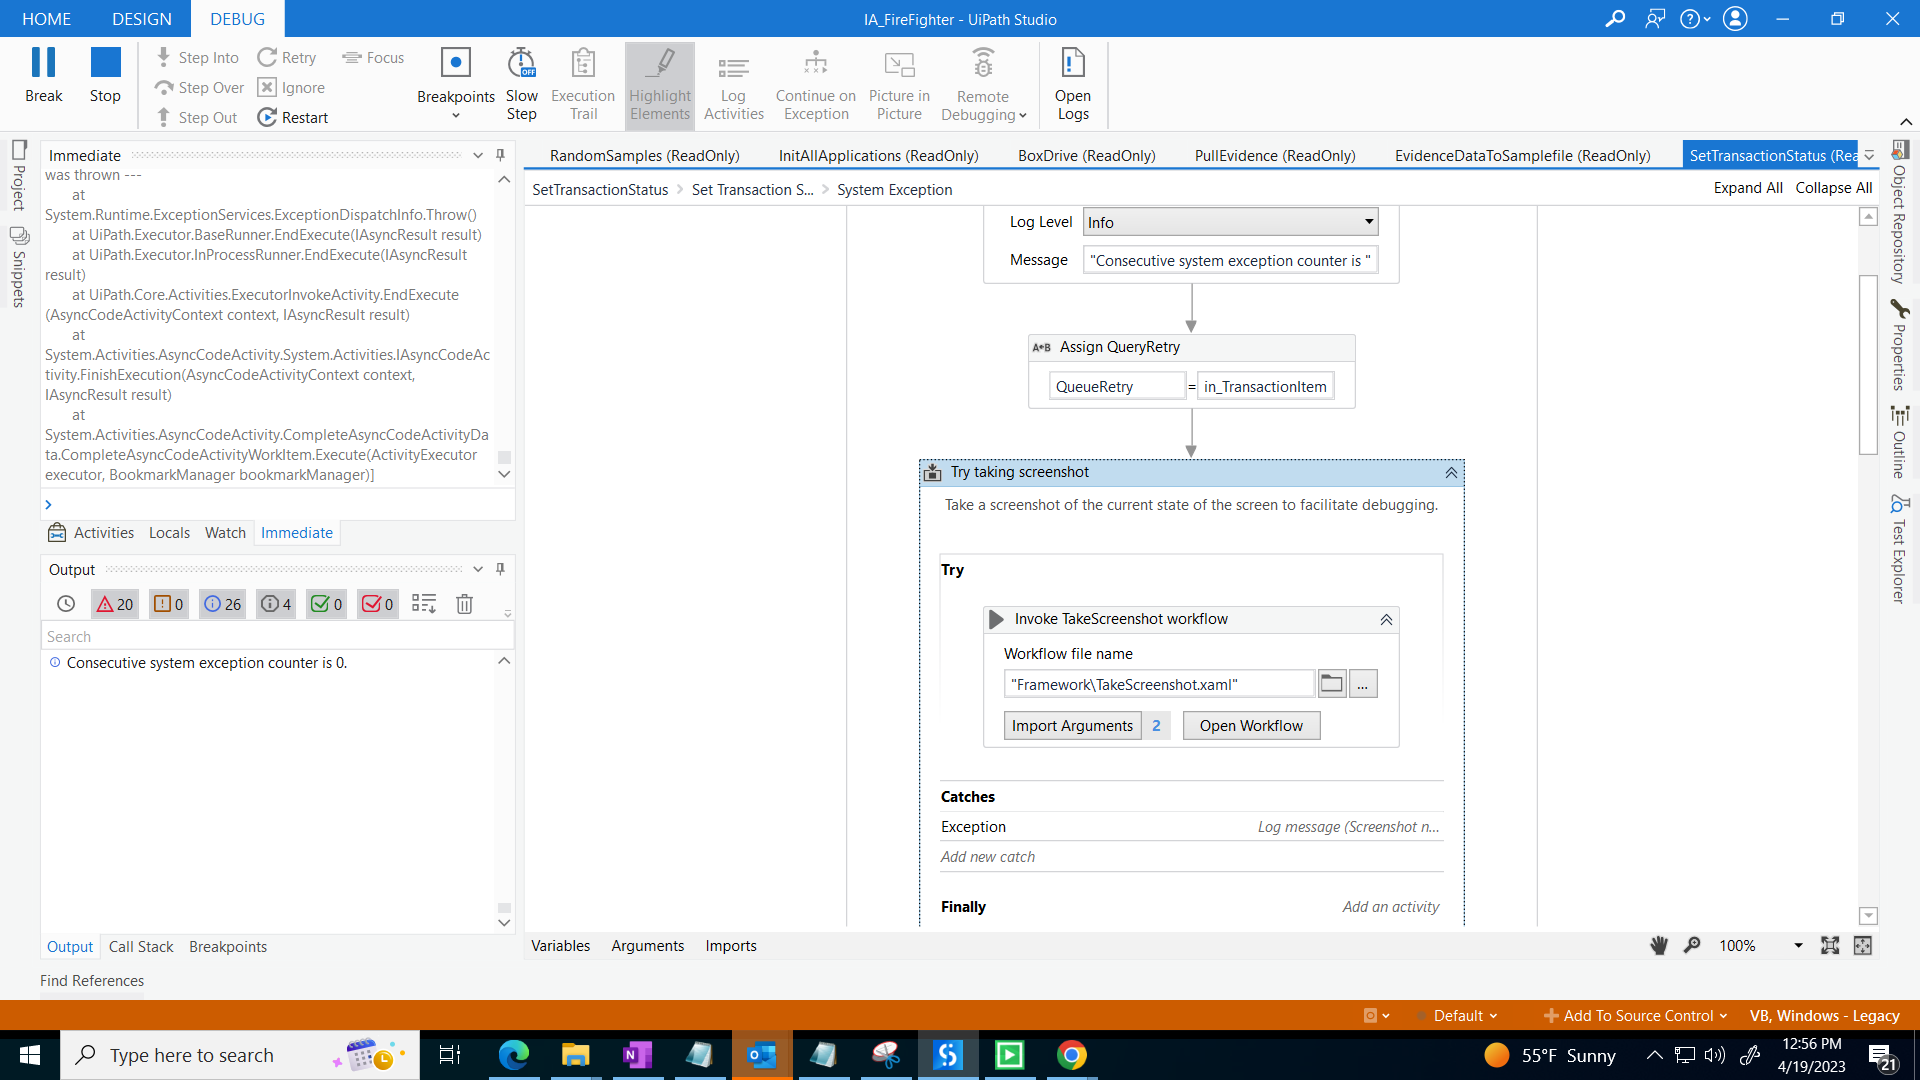 HOME
DESIGN
DEBUG
IA_FireFighter - UiPath Studio
Break
Stop
Step Into
Step Over
Step Out
Retry
Ignore
Restart
Focus
Breakpoints
Slow
Step
OFF
Execution
Trail
Highlight
Elements
Log
Activities
Continue on
Exception
Picture in
Picture
Remote
Debugging
Open
Logs
Project
Snippets
Immediate
was thrown ---
at
System.Runtime.ExceptionServices.ExceptionDispatchInfo.Throw()
at UiPath.Executor.BaseRunner.EndExecute(IAsyncResult result)
at UiPath.Executor.InProcessRunner.EndExecute(IAsyncResult
result)
at UiPath.Core.Activities.ExecutorInvokeActivity.EndExecute
(AsyncCodeActivityContext context, IAsyncResult result)
at
System.Activities.AsyncCodeActivity.System.Activities.IAsyncCodeAc
tivity.FinishExecution(AsyncCodeActivityContext context,
IAsyncResult result)
at
System.Activities.AsyncCodeActivity.CompleteAsyncCodeActivityDa
ta.CompleteAsyncCodeActivityWorkItem.Execute(ActivityExecutor
executor, BookmarkManager bookmarkManager)]
Activities
Locals
Watch
Immediate
Output
20
0
26
4
0
0
Search
Consecutive system exception counter is 0.
Output
Call Stack
Breakpoints
Find References
RandomSamples (ReadOnly)
InitAllApplications (ReadOnly)
BoxDrive (ReadOnly)
PullEvidence (ReadOnly)
EvidenceDataToSamplefile (ReadOnly)
SetTransactionStatus (Rea
SetTransactionStatus
Set Transaction S...
System Exception
Expand All
Collapse All
Log Level
Info
Message
"Consecutive system exception counter is "
A+B Assign QueryRetry
QueueRetry
=
in_TransactionItem
Try taking screenshot
Take a screenshot of the current state of the screen to facilitate debugging.
Try
Invoke TakeScreenshot workflow
Workflow file name
"Framework\TakeScreenshot.xaml"
...
Import Arguments
2
Open Workflow
Catches
Exception
Log message (Screenshot n...
Add new catch
Finally
Add an activity
Variables
Arguments
Imports
100%
Object Repository
Properties
Outline
Test Explorer
Default
Add To Source Control
VB, Windows - Legacy
Type here to search
55°F Sunny
12:56 PM
4/19/2023
21